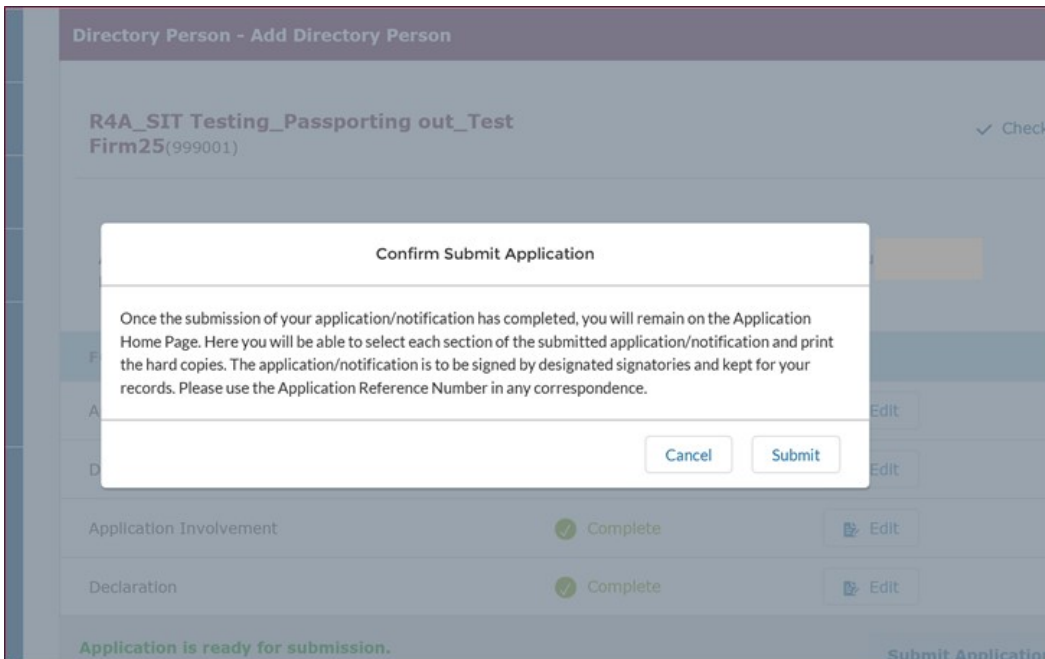 Directory Person - Add Directory Person
R4A_SIT Testing_Passporting out_Test
Firm25(999001)
Check
Confirm Submit Application
Once the submission of your application/notification has completed, you will remain on the Application
Home Page. Here you will be able to select each section of the submitted application/notification and print
the hard copies. The application/notification is to be signed by designated signatories and kept for your
records. Please use the Application Reference Number in any correspondence.
Edit
Cancel Submit
Edit
Application Involvement Complete Edit
Declaration Complete Edit
Application is ready for submission.
Submit Application